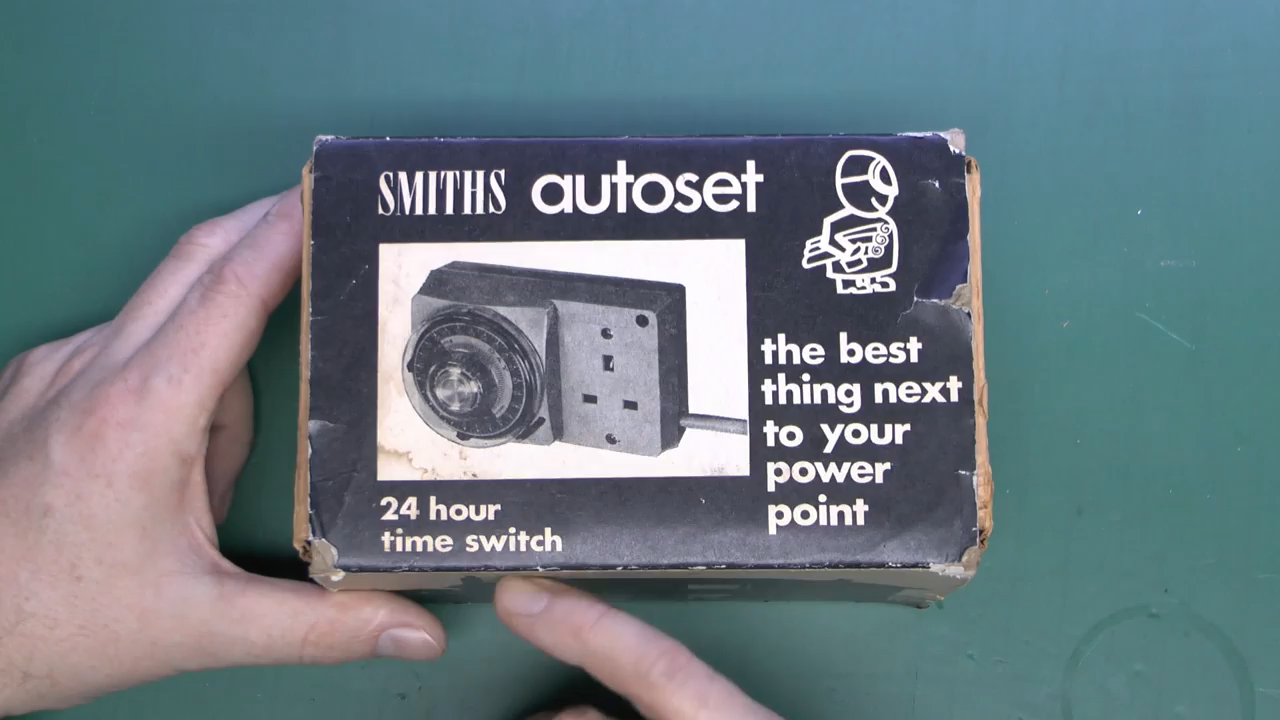 SMITHS autoset
the best
thing next
to your
power
point
24 hour
time switch